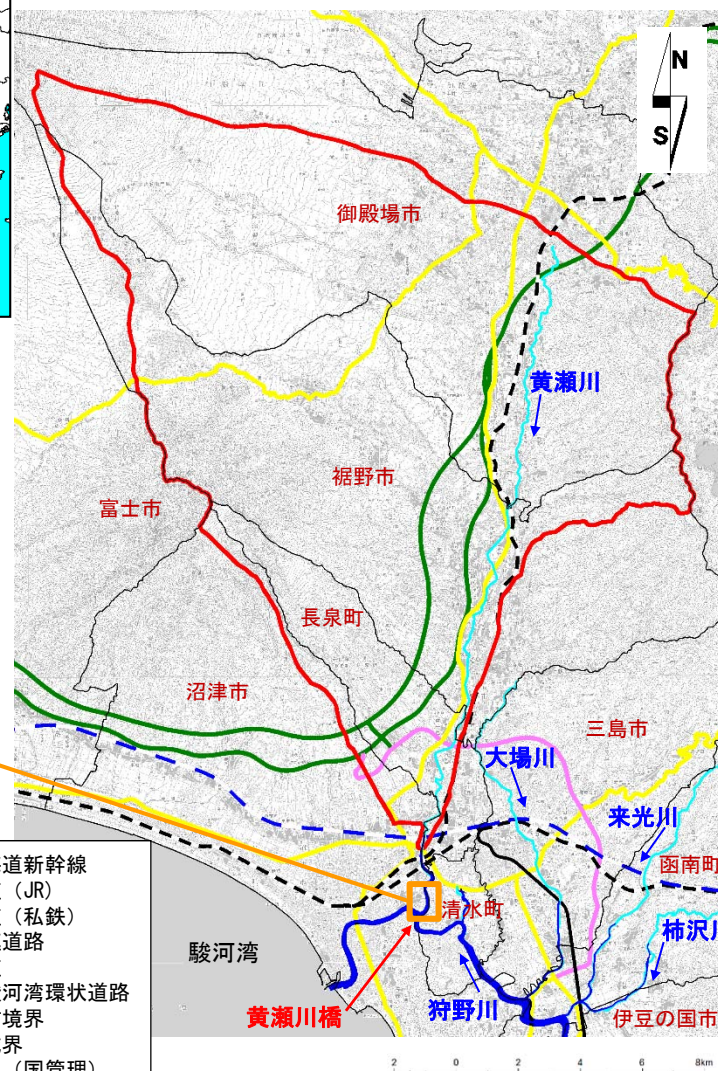 N
S
御殿場市
黄瀬川
裾野市
富士市
長泉町
沼津市
三島市
大場川
来光川
函南町
道新幹線
(JR)
(私鉄)
道路
清水町
柿沢川
駿河湾
河湾環状道路
境界
界
(国管理)
黄瀬川橋
狩野川
伊豆の国市
2 0 2 4 6 8km